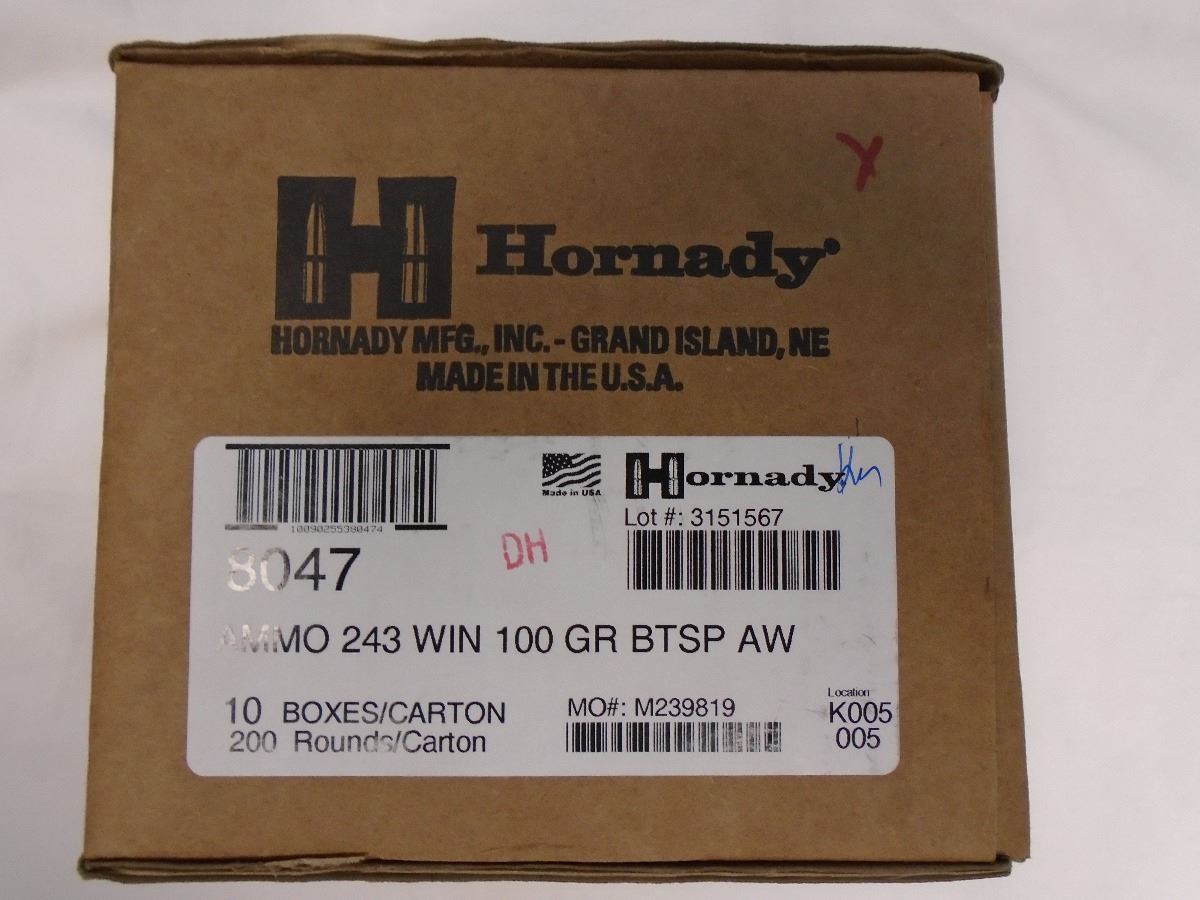 Hornady
HORNADY MFG., INC. - GRAND ISLAND, NE
MADE IN THE U.S.A.
10090255380474
Made in USA
Hornady
Lot #: 3151567
8047
DH
AMMO 243 WIN 100 GR BTSP AW
10 BOXES/CARTON
200 Rounds/Carton
MO#: M239819
Location
K005
005